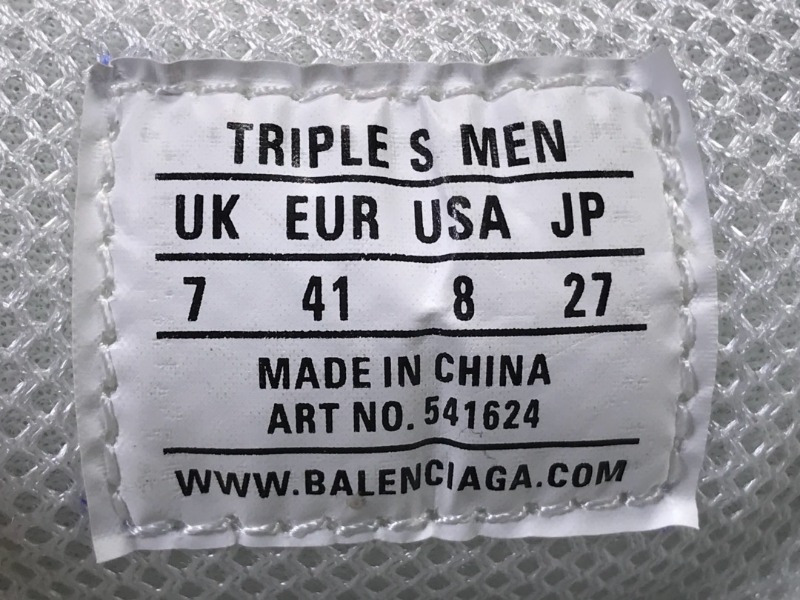 TRIPLE S MEN
UK EUR USA JP
7 41 8 27
MADE IN CHINA
ART NO. 541624
WWW.BALENCIAGA.COM